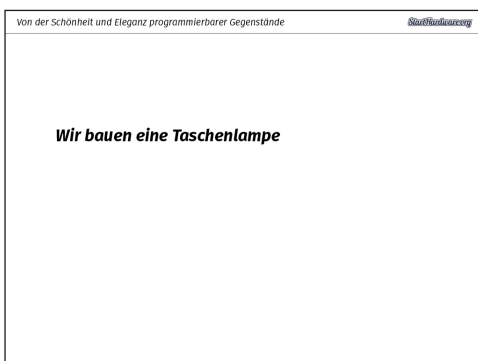 Von der Schönheit und Eleganz programmierbarer Gegenstände
StartHardware.org
Wir bauen eine Taschenlampe